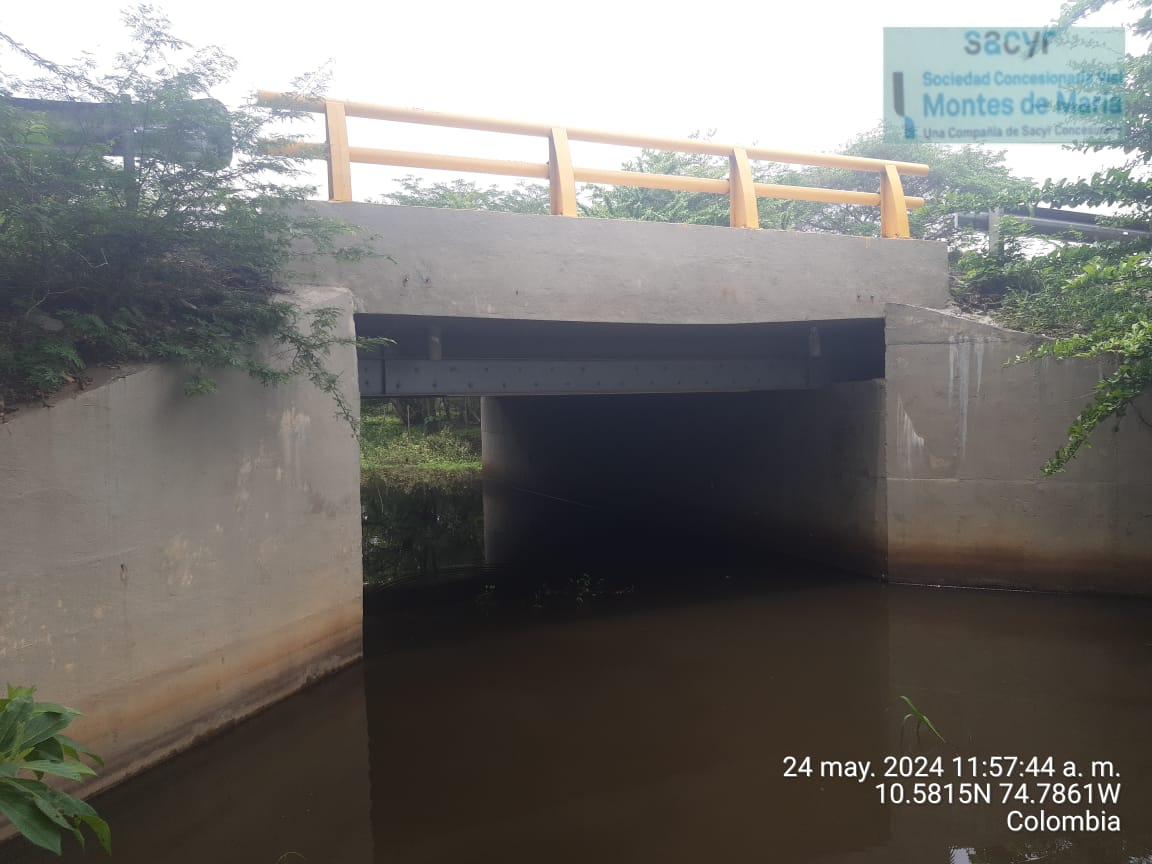 sacyr
Sociedad Concesionaria Vial
Montes de María
Una Compañía de Sacyr Concesiones
24 may. 2024 11:57:44 a. m.
10.5815N 74.7861W
Colombia